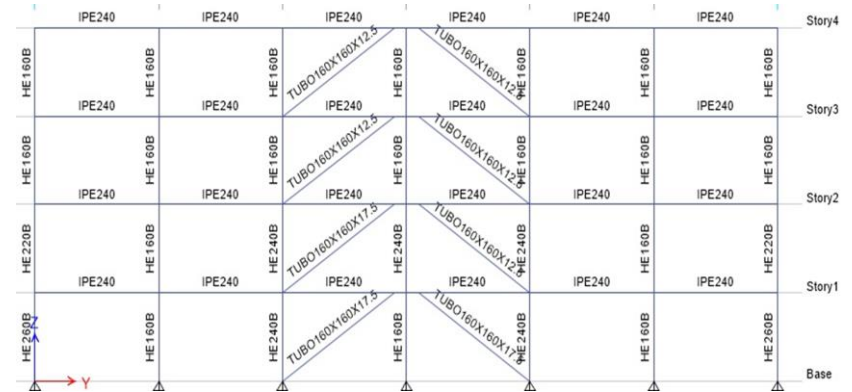 IPE240 IPE240 IPE240 IPE240 IPE240 IPE240 Story4
HE160B HE160B HE160B TUBO160X160X12.5 HE160B TUBO160X160X12.5 HE160B HE160B HE160B
IPE240 IPE240 IPE240 IPE240 IPE240 IPE240 Story3
HE160B HE160B HE160B TUBO160X160X12.5 HE160B TUBO160X160X12.5 HE160B HE160B HE160B
IPE240 IPE240 IPE240 IPE240 IPE240 IPE240 Story2
HE220B HE160B HE240B TUBO160X160X17.5 HE240B TUBO160X160X12.5 HE240B HE160B HE220B
IPE240 IPE240 IPE240 IPE240 IPE240 IPE240 Story1
HE260B HE160B HE240B TUBO160X160X17.5 HE160B TUBO160X160X17.5 HE240B HE160B HE260B
Z
Y Base